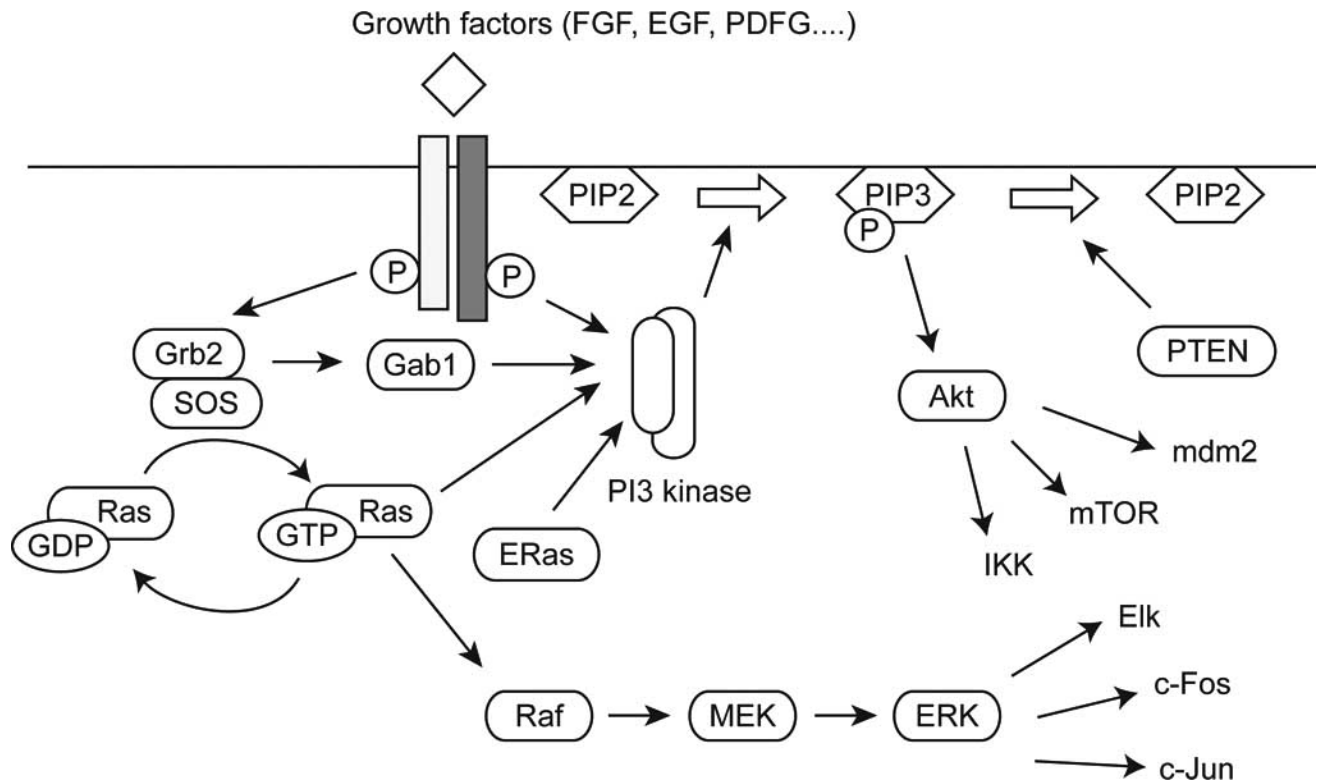 Growth factors (FGF, EGF, PDFG....)
PIP2
PIP3
PIP2
P
P
P
Grb2
Gab1
PTEN
SOS
Akt
mdm2
PI3 kinase
Ras
GDP
Ras
GTP
mTOR
ERas
IKK
Elk
c-Fos
Raf
MEK
ERK
c-Jun